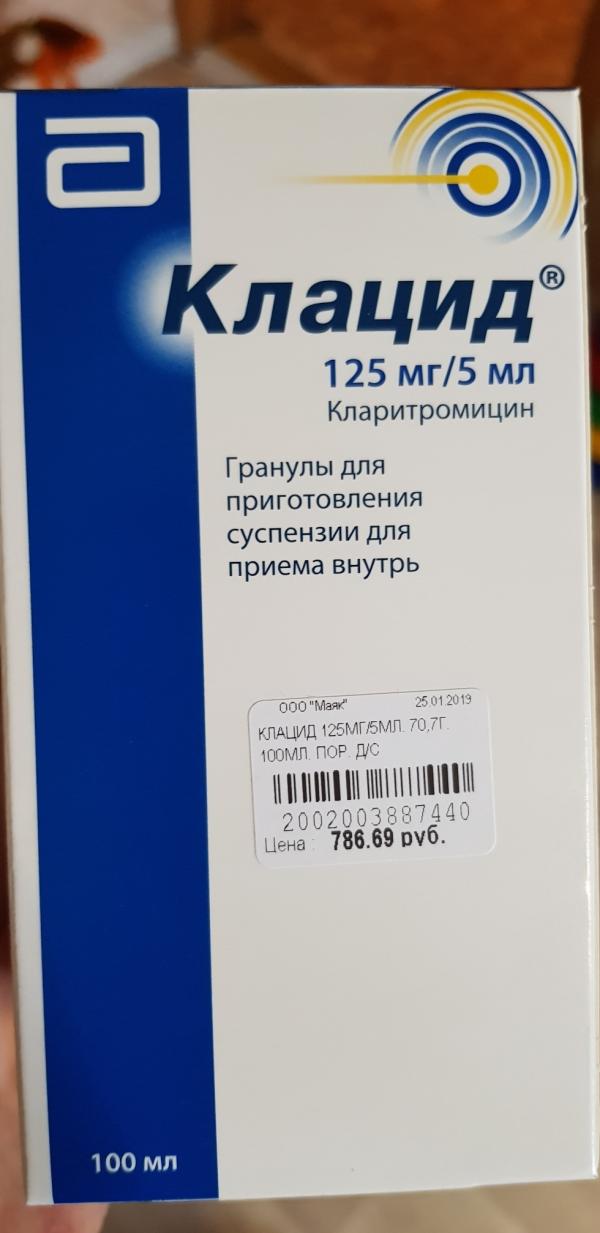 Клацид®
125 мг/5 мл
Кларитромицин
Гранулы для
приготовления
суспензии для
приема внутрь
ООО "Маяк" 25.01.2019
КЛАЦИД 125МГ/5МЛ. 70,7Г.
100МЛ. ПОР. Д/С
2002003887440
Цена : 786.69 руб.
100 мл